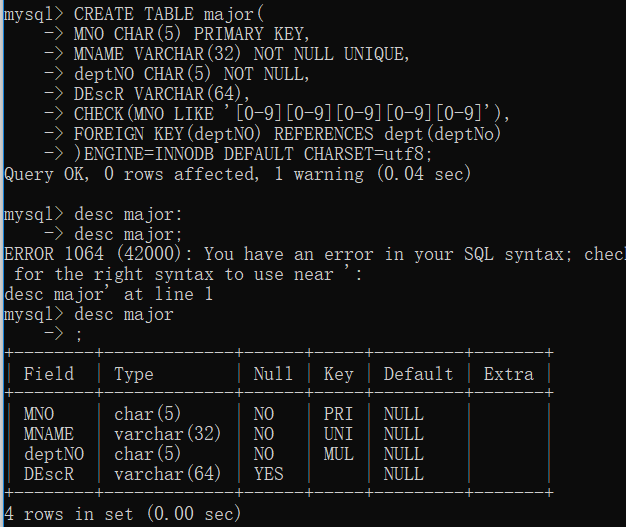 mysql> CREATE TABLE major(
    -> MNO CHAR(5) PRIMARY KEY,
    -> MNAME VARCHAR(32) NOT NULL UNIQUE,
    -> deptNO CHAR(5) NOT NULL,
    -> DEscR VARCHAR(64),
    -> CHECK(MNO LIKE '[0-9][0-9][0-9][0-9][0-9]'),
    -> FOREIGN KEY(deptNO) REFERENCES dept(deptNo)
    -> )ENGINE=INNODB DEFAULT CHARSET=utf8;
Query OK, 0 rows affected, 1 warning (0.04 sec)

mysql> desc major:
    -> desc major;
ERROR 1064 (42000): You have an error in your SQL syntax; chec
 for the right syntax to use near ':
desc major' at line 1
mysql> desc major
    -> ;
+--------+-------------+------+-----+---------+-------+
| Field  | Type        | Null | Key | Default | Extra |
+--------+-------------+------+-----+---------+-------+
| MNO    | char(5)     | NO   | PRI | NULL    |       |
| MNAME  | varchar(32) | NO   | UNI | NULL    |       |
| deptNO | char(5)     | NO   | MUL | NULL    |       |
| DEscR  | varchar(64) | YES  |     | NULL    |       |
+--------+-------------+------+-----+---------+-------+
4 rows in set (0.00 sec)